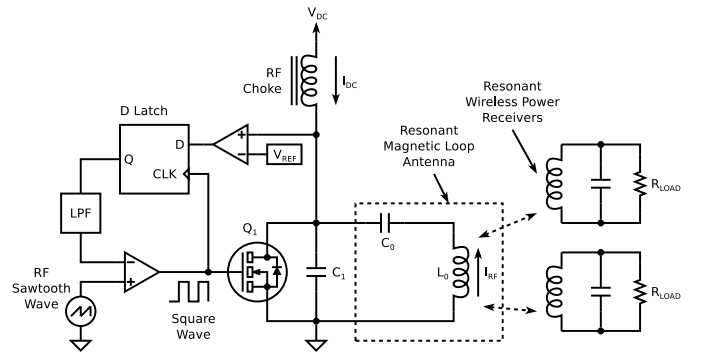 VDC
RF
Choke
IDC
D Latch
D
Q
CLK
+
−
VREF
LPF
−
+
RF
Sawtooth
Wave
Square
Wave
Q1
C1
Resonant
Magnetic Loop
Antenna
C0
L0
IRF
Resonant
Wireless Power
Receivers
RLOAD
RLOAD